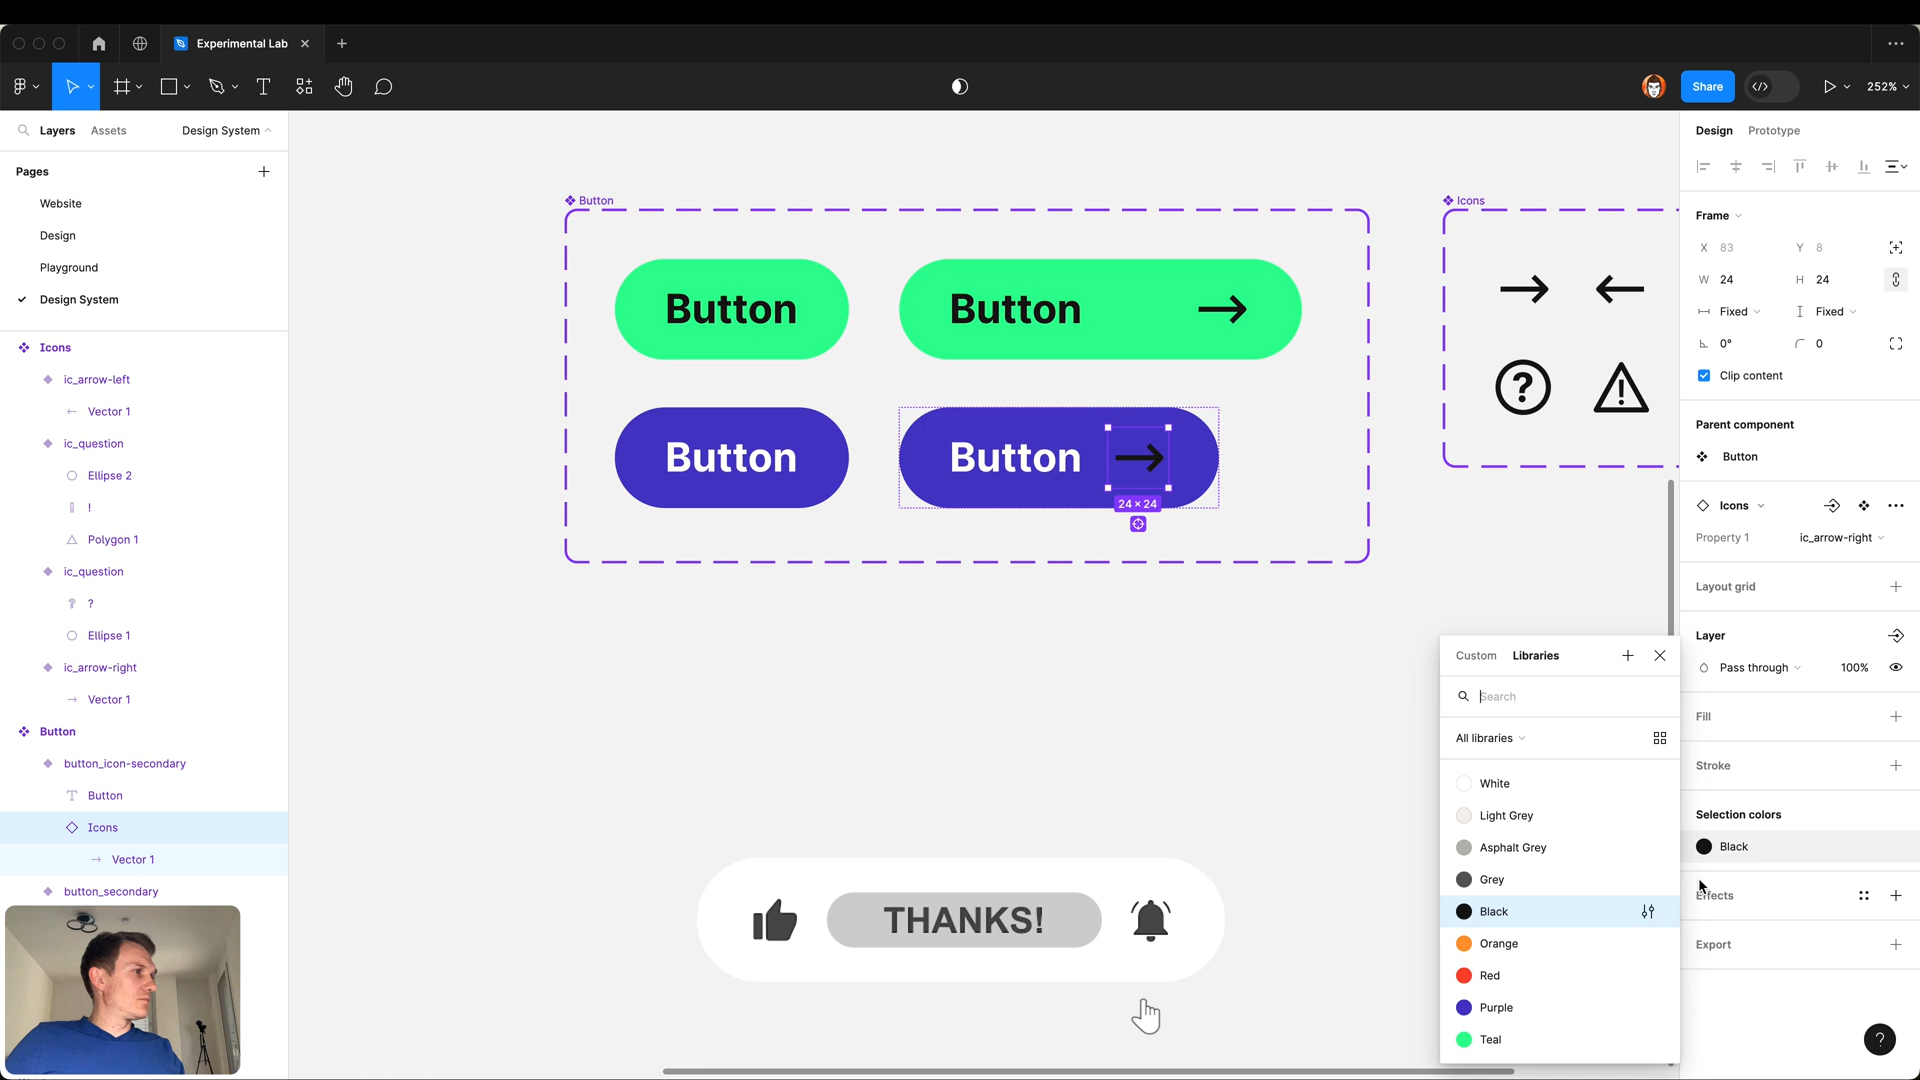 Experimental Lab
Share
252%
Layers
Assets
Design System
Pages
Website
Design
Playground
Design System
Icons
ic_arrow-left
Vector 1
ic_question
Ellipse 2
!
Polygon 1
ic_question
?
Ellipse 1
ic_arrow-right
Vector 1
Button
button_icon-secondary
Button
Icons
Vector 1
button_secondary
Button
Button
Button
Button
Button
24 × 24
Icons
?
!
THANKS!
Custom
Libraries
Search
All libraries
White
Light Grey
Asphalt Grey
Grey
Black
Orange
Red
Purple
Teal
Design
Prototype
Frame
X 83 Y 8
W 24 H 24
Fixed Fixed
0° 0
Clip content
Parent component
Button
Icons
Property 1 ic_arrow-right
Layout grid
Layer
Pass through 100%
Fill
Stroke
Selection colors
Black
Effects
Export
?